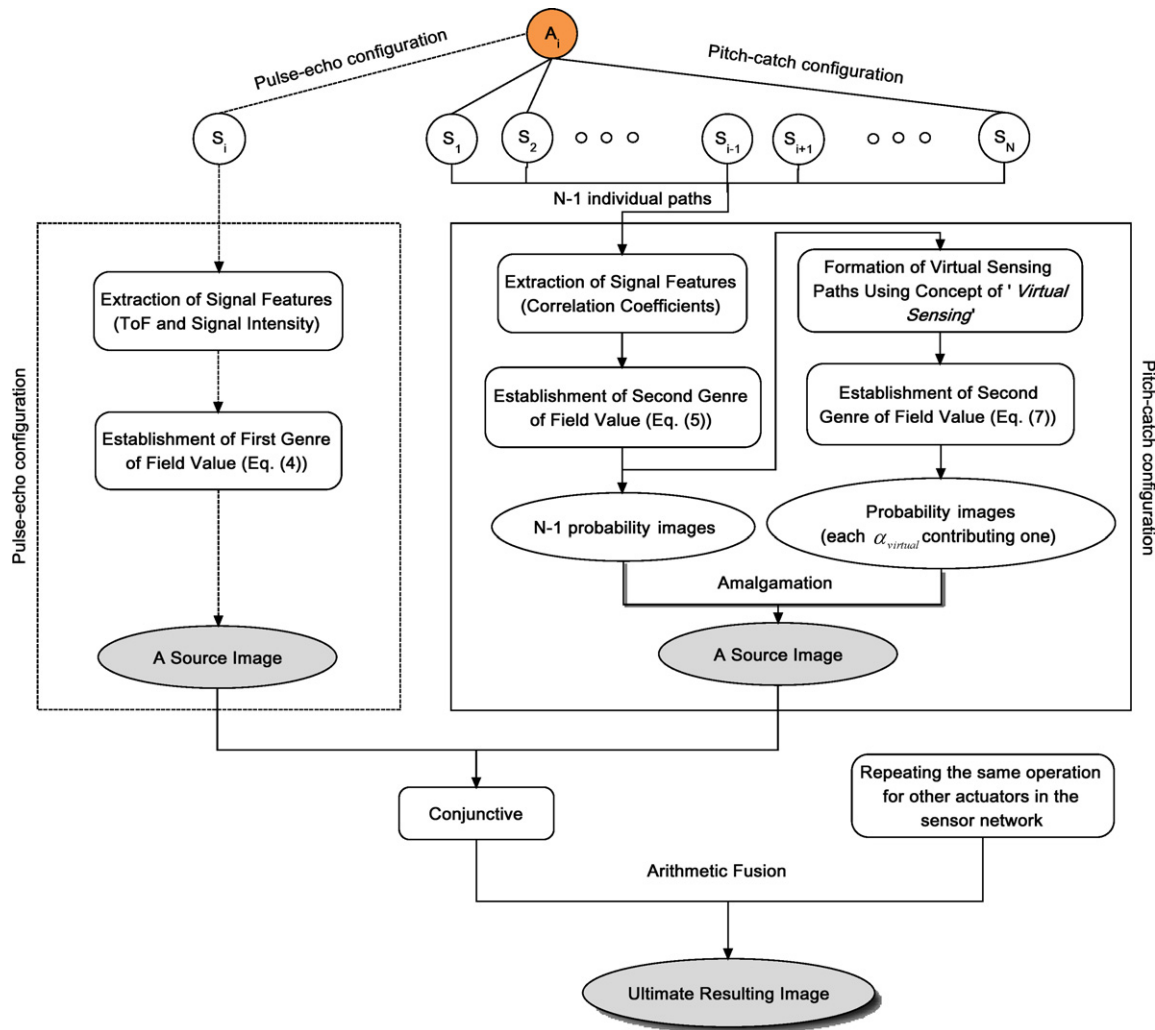 A_i
Pulse-echo configuration
Pitch-catch configuration
S_i
S_1
S_2
S_i-1
S_i+1
S_N
N-1 individual paths
Pulse-echo configuration
Extraction of Signal Features
(ToF and Signal Intensity)
Establishment of First Genre
of Field Value (Eq. (4))
A Source Image
Extraction of Signal Features
(Correlation Coefficients)
Establishment of Second Genre
of Field Value (Eq. (5))
N-1 probability images
Formation of Virtual Sensing
Paths Using Concept of ' Virtual
Sensing'
Establishment of Second
Genre of Field Value (Eq. (7))
Probability images
(each α_virtual contributing one)
Amalgamation
A Source Image
Pitch-catch configuration
Conjunctive
Repeating the same operation
for other actuators in the
sensor network
Arithmetic Fusion
Ultimate Resulting Image